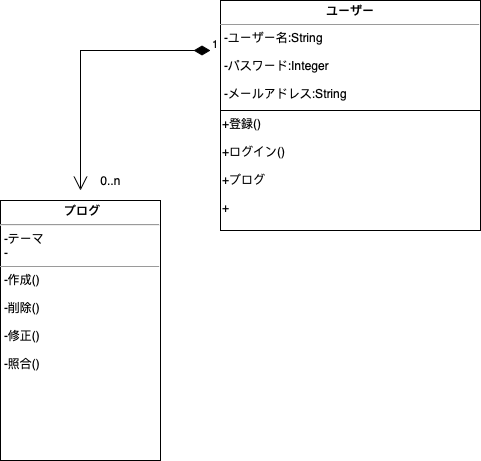 ユーザー
-ユーザー名:String
-パスワード:Integer
-メールアドレス:String
+登録()
+ログイン()
+ブログ
+
1
0..n
ブログ
-テーマ
-
-作成()
-削除()
-修正()
-照合()